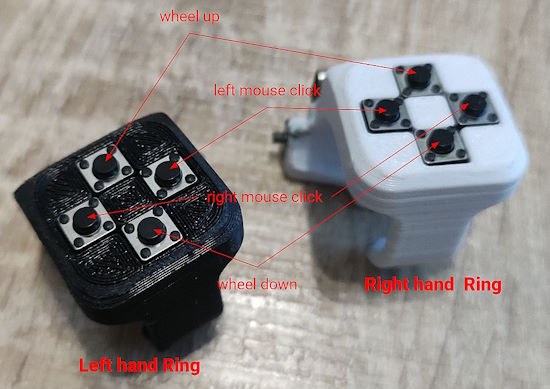 wheel up
left mouse click
right mouse click
wheel down
Right hand Ring
Left hand Ring